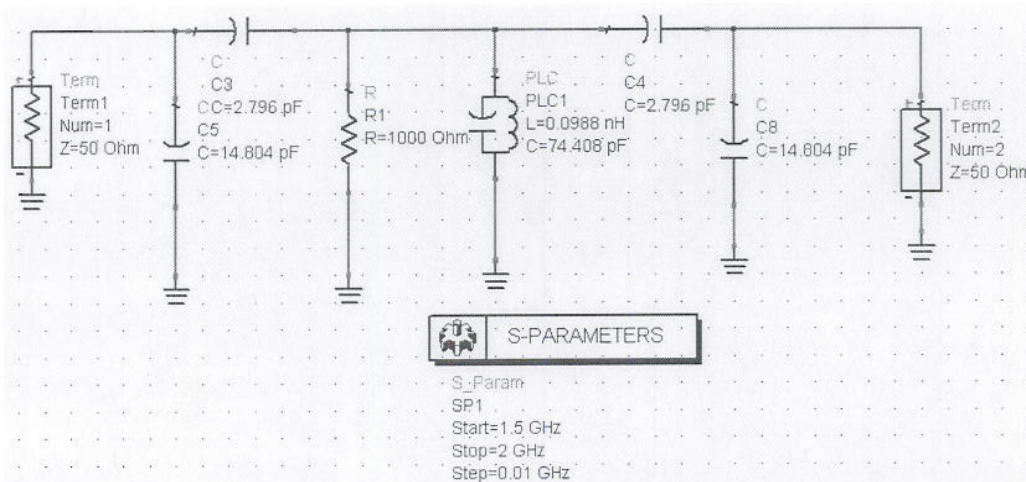 Term
Term1
Num=1
Z=50 Ohm
C
C3
C=2.796 pF
C
C5
C=14.804 pF
R
R1
R=1000 Ohm
PLC
PLC1
L=0.0988 nH
C=74.408 pF
C
C4
C=2.796 pF
C
C8
C=14.804 pF
Term
Term2
Num=2
Z=50 Ohm
S-PARAMETERS
S_Param
SP1
Start=1.5 GHz
Stop=2 GHz
Step=0.01 GHz